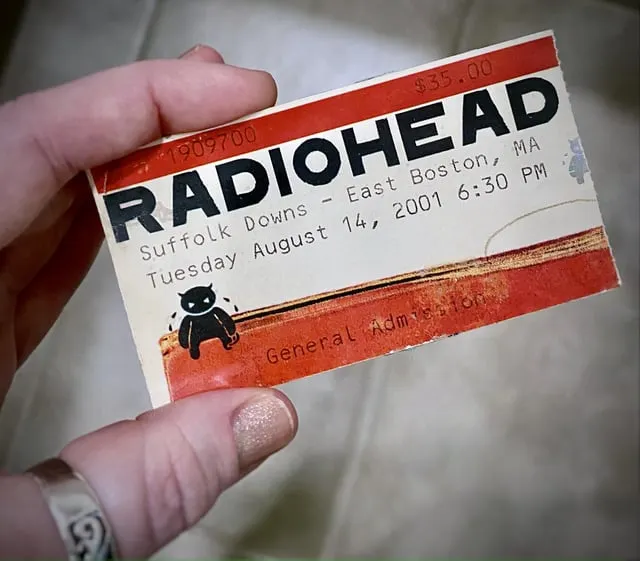 $35.00
1909700
RADIOHEAD
Suffolk Downs - East Boston, MA
Tuesday August 14, 2001 6:30 PM
General Admission